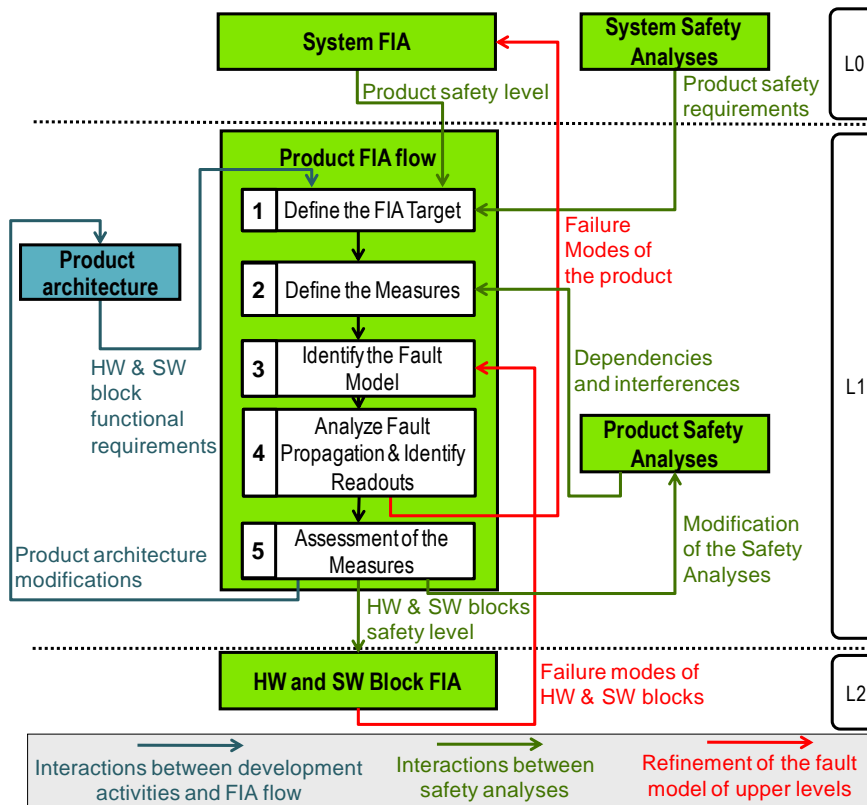 System FIA
System Safety
Analyses
L0
Product safety level
Product safety
requirements
Product FIA flow
1
Define the FIA Target
Failure
Modes of
the product
Product
architecture
2
Define the Measures
HW & SW
block
functional
requirements
3
Identify the Fault
Model
Dependencies
and interferences
L1
4
Analyze Fault
Propagation & Identify
Readouts
Product Safety
Analyses
5
Assessment of the
Measures
Product architecture
modifications
Modification
of the Safety
Analyses
HW & SW blocks
safety level
HW and SW Block FIA
Failure modes of
HW & SW blocks
L2
Interactions between development
activities and FIA flow
Interactions between
safety analyses
Refinement of the fault
model of upper levels